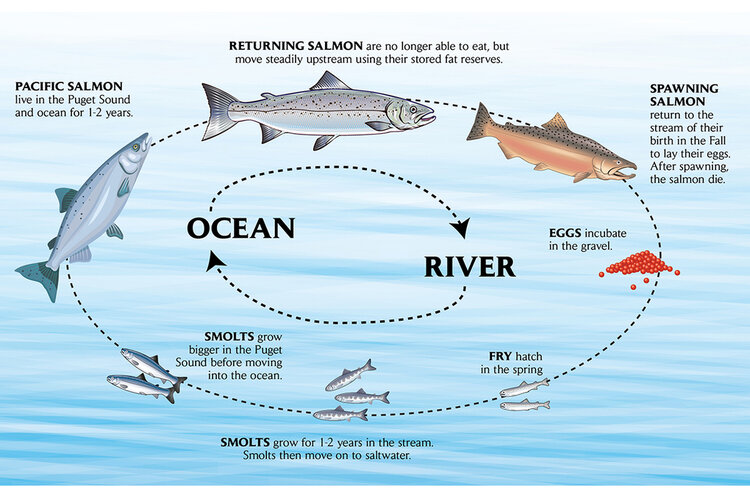 RETURNING SALMON are no longer able to eat, but
move steadily upstream using their stored fat reserves.
PACIFIC SALMON
live in the Puget Sound
and ocean for 1-2 years.
SPAWNING
SALMON
return to the
stream of their
birth in the Fall
to lay their eggs.
After spawning,
the salmon die.
OCEAN
RIVER
EGGS incubate
in the gravel.
SMOLTS grow
bigger in the Puget
Sound before moving
into the ocean.
FRY hatch
in the spring
SMOLTS grow for 1-2 years in the stream.
Smolts then move on to saltwater.